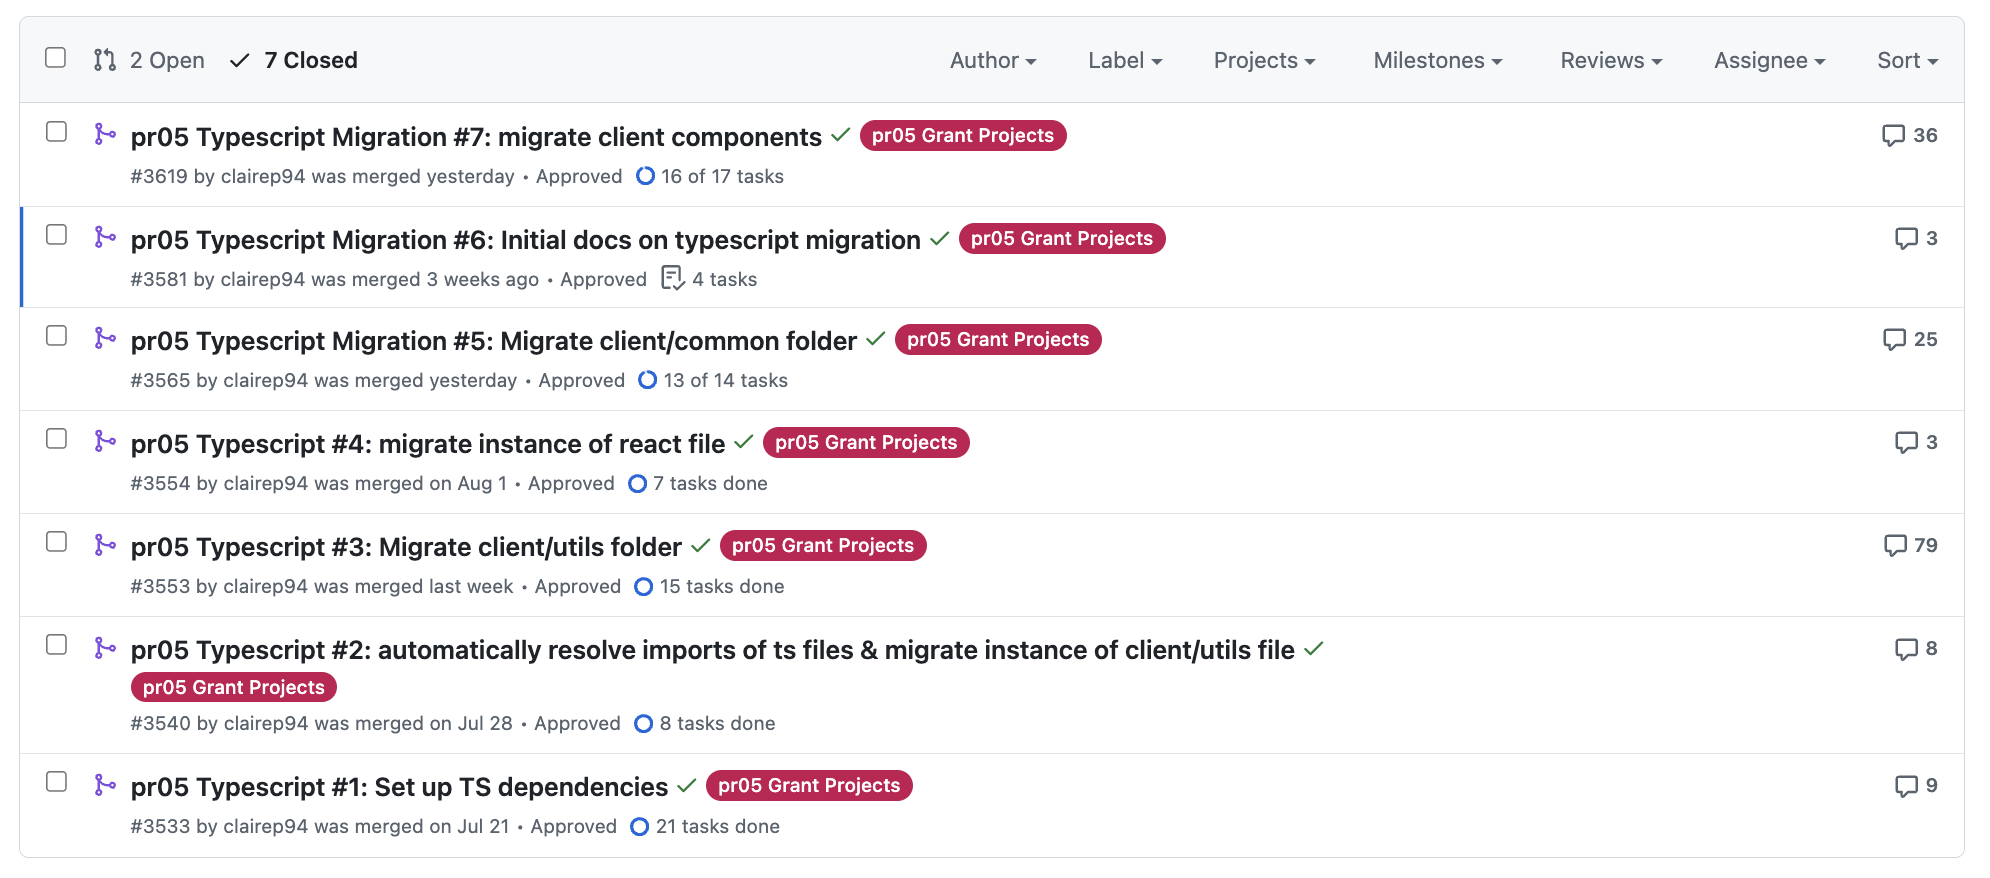 2 Open 7 Closed Author Label Projects Milestones Reviews Assignee Sort
pr05 Typescript Migration #7: migrate client components pr05 Grant Projects 36
#3619 by clairep94 was merged yesterday • Approved 16 of 17 tasks
pr05 Typescript Migration #6: Initial docs on typescript migration pr05 Grant Projects 3
#3581 by clairep94 was merged 3 weeks ago • Approved 4 tasks
pr05 Typescript Migration #5: Migrate client/common folder pr05 Grant Projects 25
#3565 by clairep94 was merged yesterday • Approved 13 of 14 tasks
pr05 Typescript #4: migrate instance of react file pr05 Grant Projects 3
#3554 by clairep94 was merged on Aug 1 • Approved 7 tasks done
pr05 Typescript #3: Migrate client/utils folder pr05 Grant Projects 79
#3553 by clairep94 was merged last week • Approved 15 tasks done
pr05 Typescript #2: automatically resolve imports of ts files & migrate instance of client/utils file 8
pr05 Grant Projects
#3540 by clairep94 was merged on Jul 28 • Approved 8 tasks done
pr05 Typescript #1: Set up TS dependencies pr05 Grant Projects 9
#3533 by clairep94 was merged on Jul 21 • Approved 21 tasks done